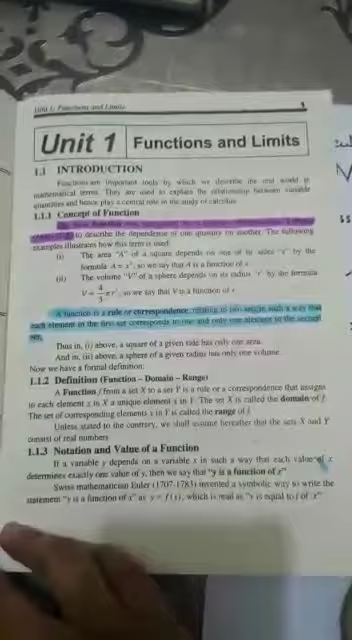 Unit 1: Functions and Limits 1
Unit 1 Functions and Limits
1.1 INTRODUCTION
Functions are important tools by which we describe the real world in
mathematical terms. They are used to explain the relationship between variable
quantities and hence play a central role in the study of calculus.
1.1.1 Concept of Function
to describe the dependence of one quantity on another. The following
examples illustrates how this term is used:
(i) The area "A" of a square depends on one of its sides "x" by the
formula A = x², so we say that A is a function of x.
(ii) The volume "V" of a sphere depends on its radius "r" by the formula
V = 4/3 πr³, so we say that V is a function of r.
A function is a rule or correspondence, relating two sets in such a way that
each element in the first set corresponds to one and only one element in the second
set.
Thus in, (i) above, a square of a given side has only one area.
And in, (ii) above, a sphere of a given radius has only one volume.
Now we have a formal definition:
1.1.2 Definition (Function - Domain - Range)
A Function f from a set X to a set Y is a rule or a correspondence that assigns
to each element x in X a unique element y in Y. The set X is called the domain of f.
The set of corresponding elements y in Y is called the range of f.
Unless stated to the contrary, we shall assume hereafter that the sets X and Y
consist of real numbers.
1.1.3 Notation and Value of a Function
If a variable y depends on a variable x in such a way that each value of x
determines exactly one value of y, then we say that "y is a function of x".
Swiss mathematician Euler (1707-1783) invented a symbolic way to write the
statement "y is a function of x" as y = f(x), which is read as "y is equal to f of x".